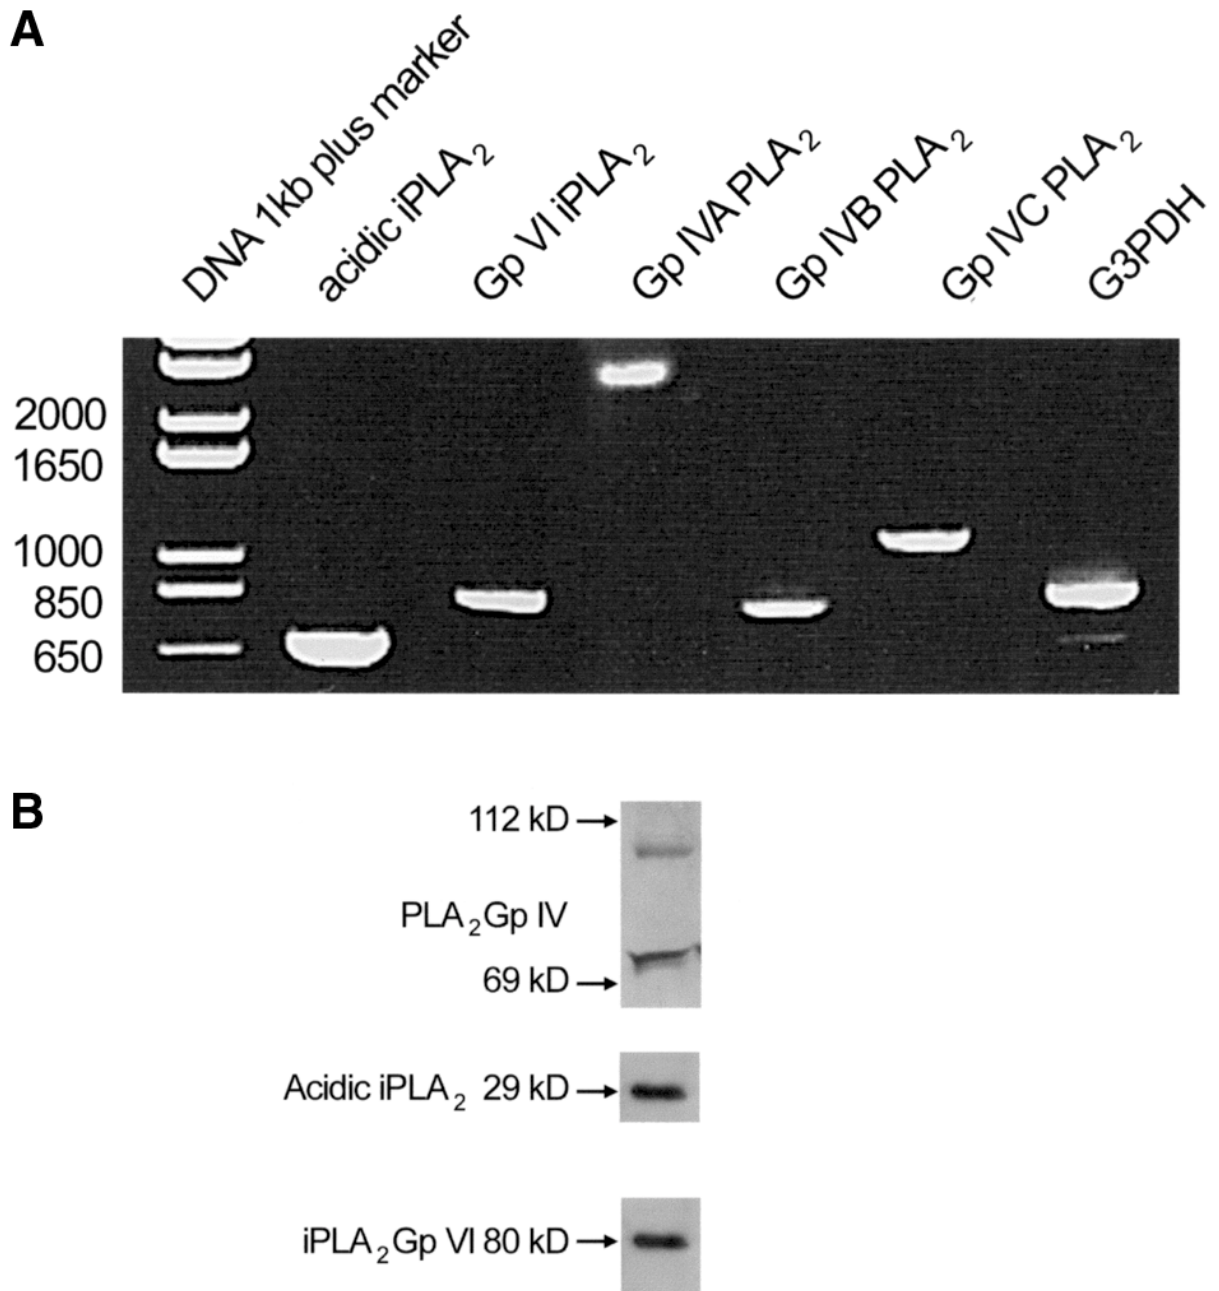 A
DNA 1kb plus marker
acidic iPLA2
Gp VI iPLA2
Gp IVA PLA2
Gp IVB PLA2
Gp IVC PLA2
G3PDH
2000
1650
1000
850
650
B
112 kD
PLA2Gp IV
69 kD
Acidic iPLA2 29 kD
iPLA2Gp VI 80 kD